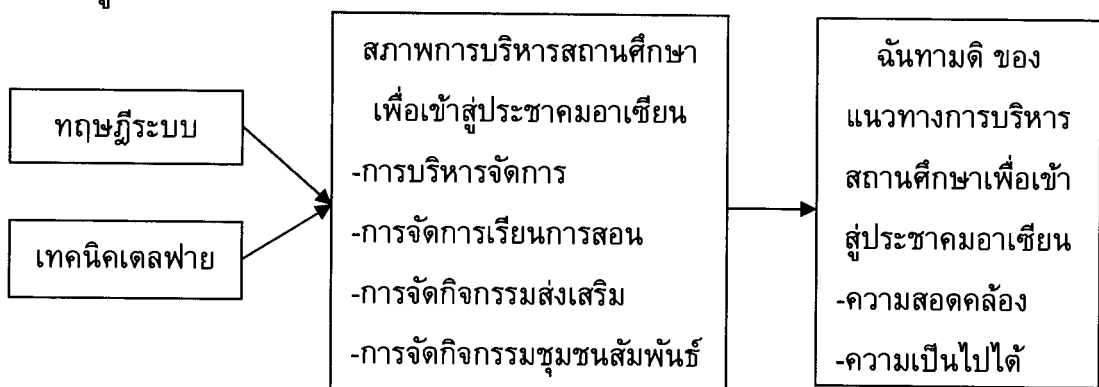 ทฤษฎีระบบ
เทคนิคเดลฟาย
สภาพการบริหารสถานศึกษา
เพื่อเข้าสู่ประชาคมอาเซียน
-การบริหารจัดการ
-การจัดการเรียนการสอน
-การจัดกิจกรรมส่งเสริม
-การจัดกิจกรรมชุมชนสัมพันธ์
ฉันทามติ ของ
แนวทางการบริหาร
สถานศึกษาเพื่อเข้า
สู่ประชาคมอาเซียน
-ความสอดคล้อง
-ความเป็นไปได้